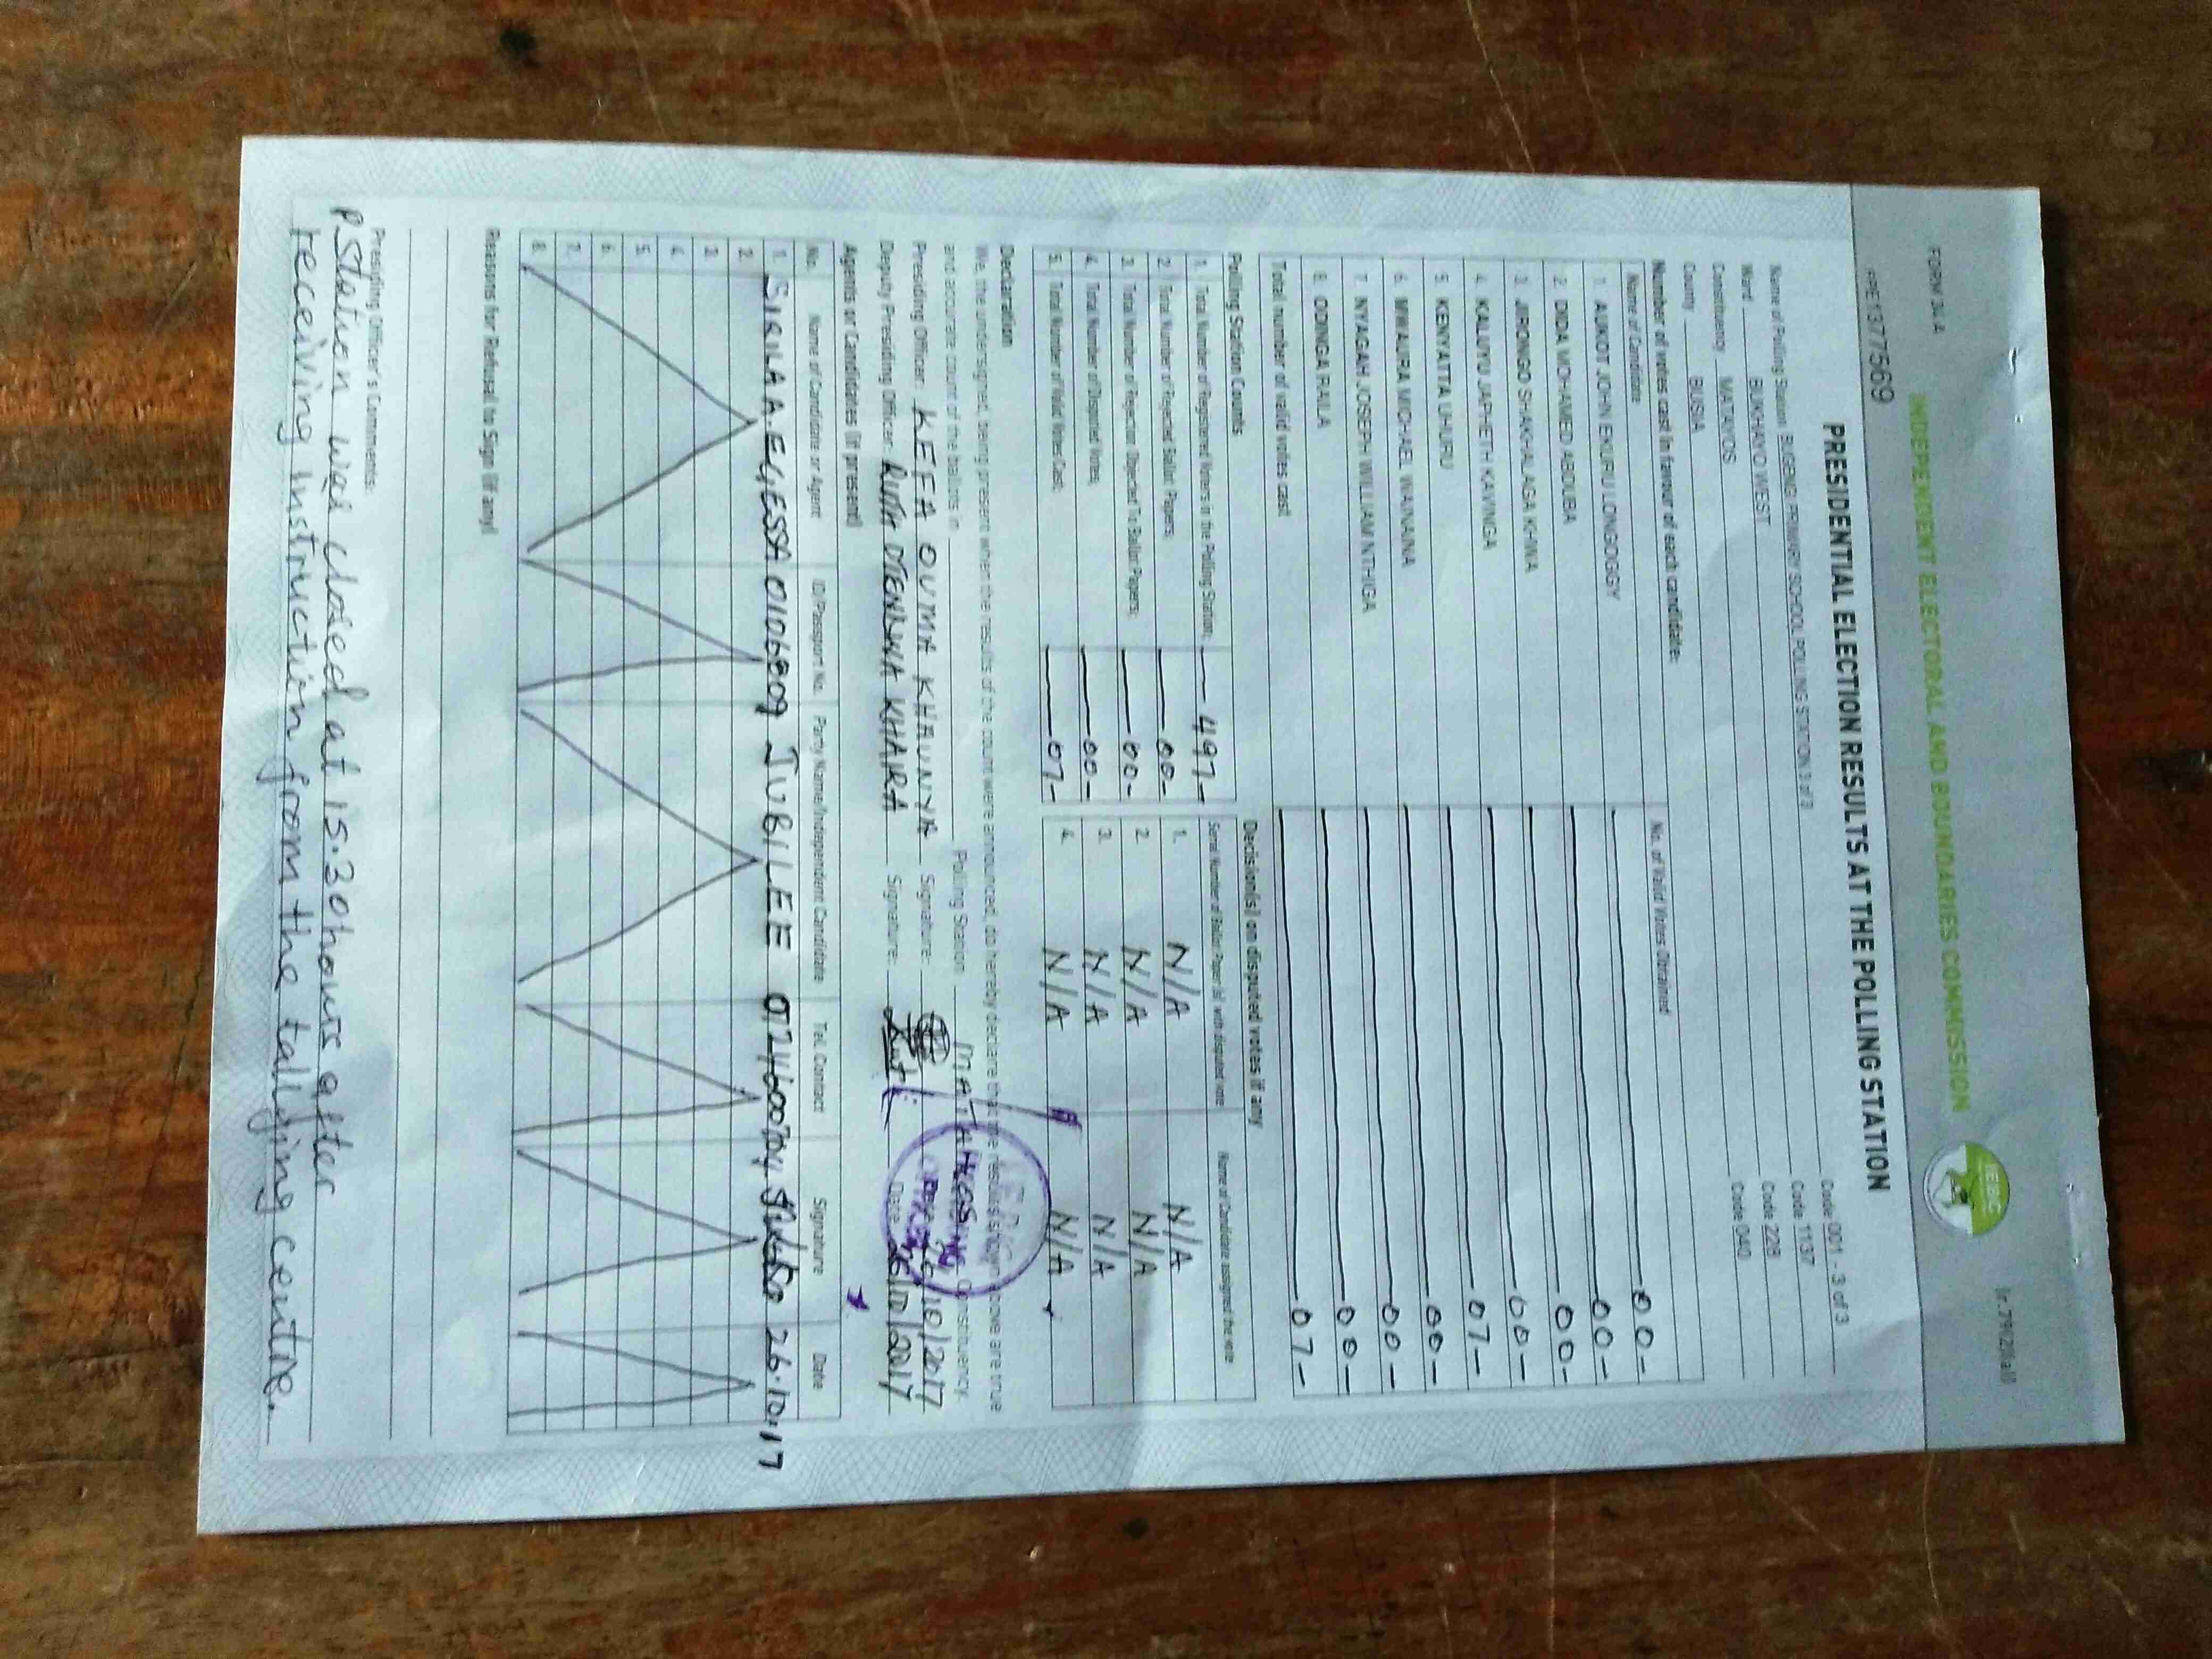 FORM 34A
INDEPENDENT ELECTORAL AND BOUNDARIES COMMISSION
IEBC
PRE1377569
PRESIDENTIAL ELECTION RESULTS AT THE POLLING STATION
Name of Polling Station BUGENG PRIMARY SCHOOL POLLING STATION 3 of 3 Code 001 - 3 of 3
Ward BUKHAYO WEST Code 1137
Constituency MATAYOS Code 228
County BUSIA Code 040
Number of votes cast in favour of each candidate:
Name of Candidate No. of Valid Votes Obtained
1. AUKOT JOHN EKURU LONGOGGY 00-
2. DIDA MOHAMED ABDUBA 00-
3. JIRONGO SHAKHALAGA KHWA 00-
4. KALUYU JAPHETH KAVINGA 00-
5. KENYATTA UHURU 07-
6. MWAURA MICHAEL WAINAINA 00-
7. NYAGAH JOSEPH WILLIAM NTHIGA 00-
8. ODINGA RAILA 00-
Total number of valid votes cast 07-
Polling Station Counts
1. Total Number of Registered Voters in the Polling Station: 497-
2. Total Number of Rejected Ballot Papers: 00-
3. Total Number of Rejection Objected To Ballot Papers: 00-
4. Total Number of Disputed Votes: 00-
5. Total Number of Valid Votes Cast: 07-
Decision(s) on disputed votes if any
Serial Number of Ballot Paper (s) with disputed vote Name of Candidate assigned the vote
1. N/A N/A
2. N/A N/A
3. N/A N/A
4. N/A N/A
Declaration
We, the undersigned, being present when the results of the count were announced, do hereby declare that the results shown above are true
and accurate count of the ballots in Polling Station MATAYOS Constituency.
Presiding Officer: KEFA OUMA KHAUNYA Signature: 26/10/2017
Deputy Presiding Officer: RUTH KHAIRA Signature: Date 26/10/2017
Agents or Candidates (if present)
No. Name of Candidate or Agent ID/Passport No. Party Name/Independent Candidate Tel. Contact Signature Date
1. 0106809 JUBILEE 26.10.17
2.
3.
4.
5.
6.
7.
8.
Reasons for Refusal to Sign (if any)
Presiding Officer's Comments:
P Station was closed at 15.30 hours after
receiving instruction from the tallying centre.